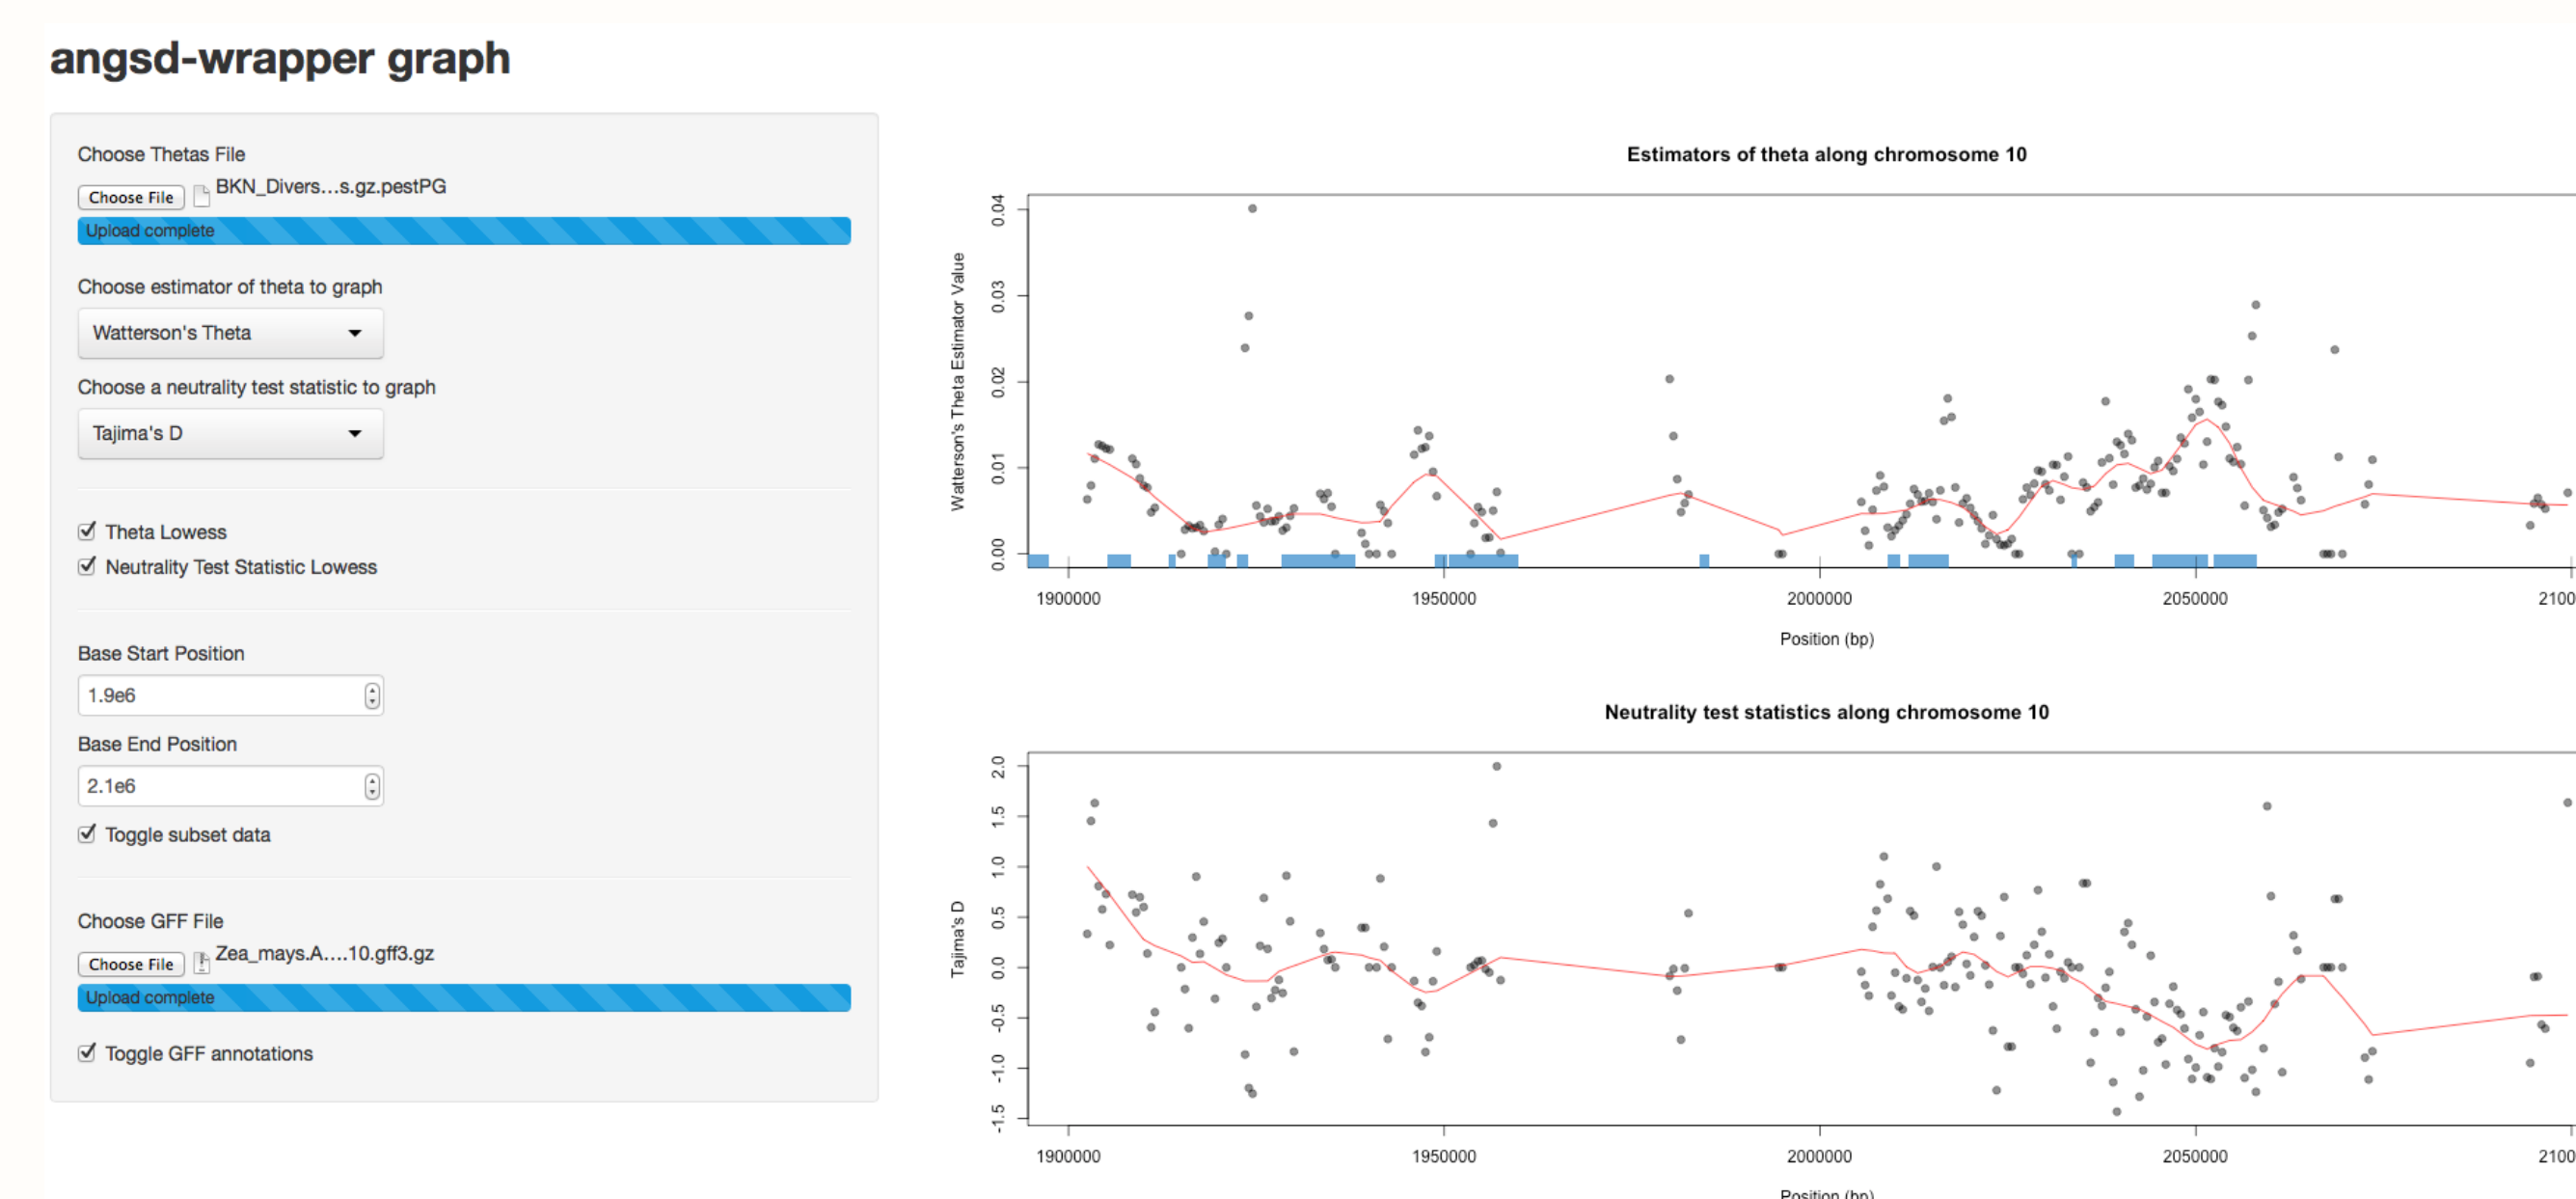 angsd-wrapper graph
Choose Thetas File
Choose File BKN_Divers...s.gz.pestPG
Upload complete
Choose estimator of theta to graph
Watterson's Theta
Choose a neutrality test statistic to graph
Tajima's D
Theta Lowess
Neutrality Test Statistic Lowess
Base Start Position
1.9e6
Base End Position
2.1e6
Toggle subset data
Choose GFF File
Choose File Zea_mays.A....10.gff3.gz
Upload complete
Toggle GFF annotations
Estimators of theta along chromosome 10
Watterson's Theta Estimator Value
0.04
0.03
0.02
0.01
0.00
1900000 1950000 2000000 2050000 2100
Position (bp)
Neutrality test statistics along chromosome 10
Tajima's D
2.0
1.5
1.0
0.5
0.0
-0.5
-1.0
-1.5
1900000 1950000 2000000 2050000 2100
Position (bp)